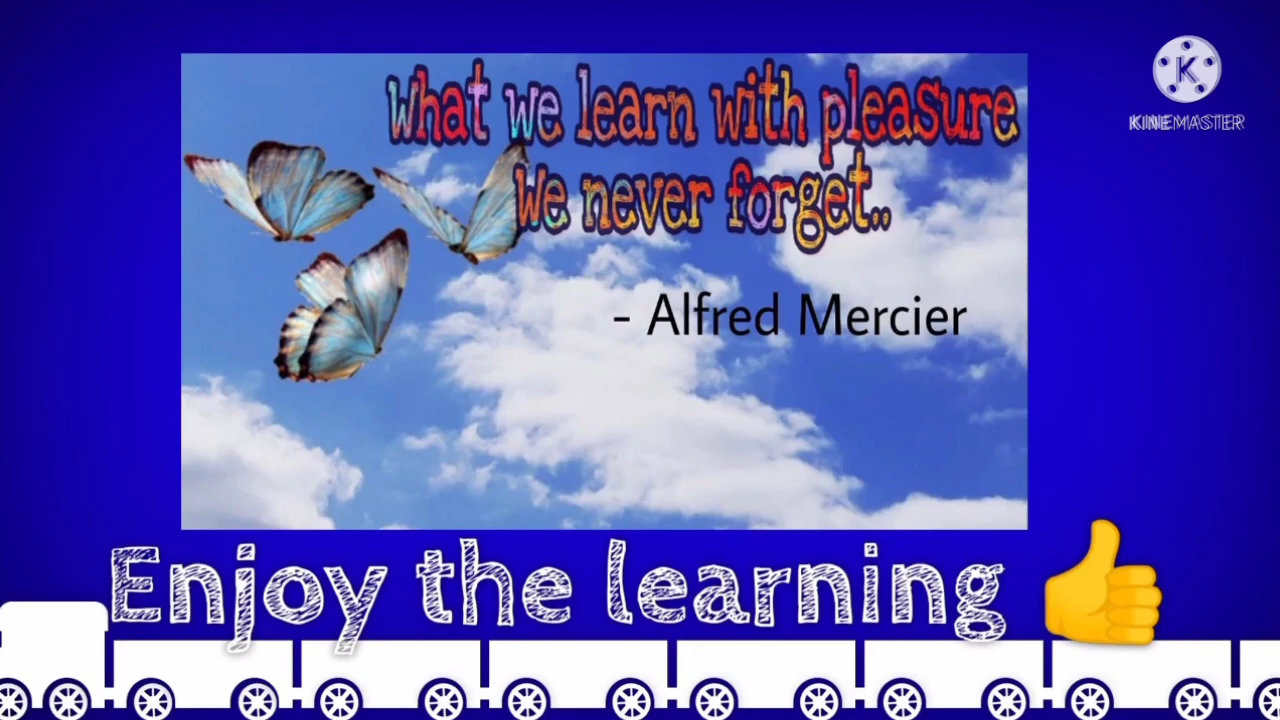 what we learn with pleasure
we never forget..
- Alfred Mercier
Enjoy the learning
K
KINEMASTER